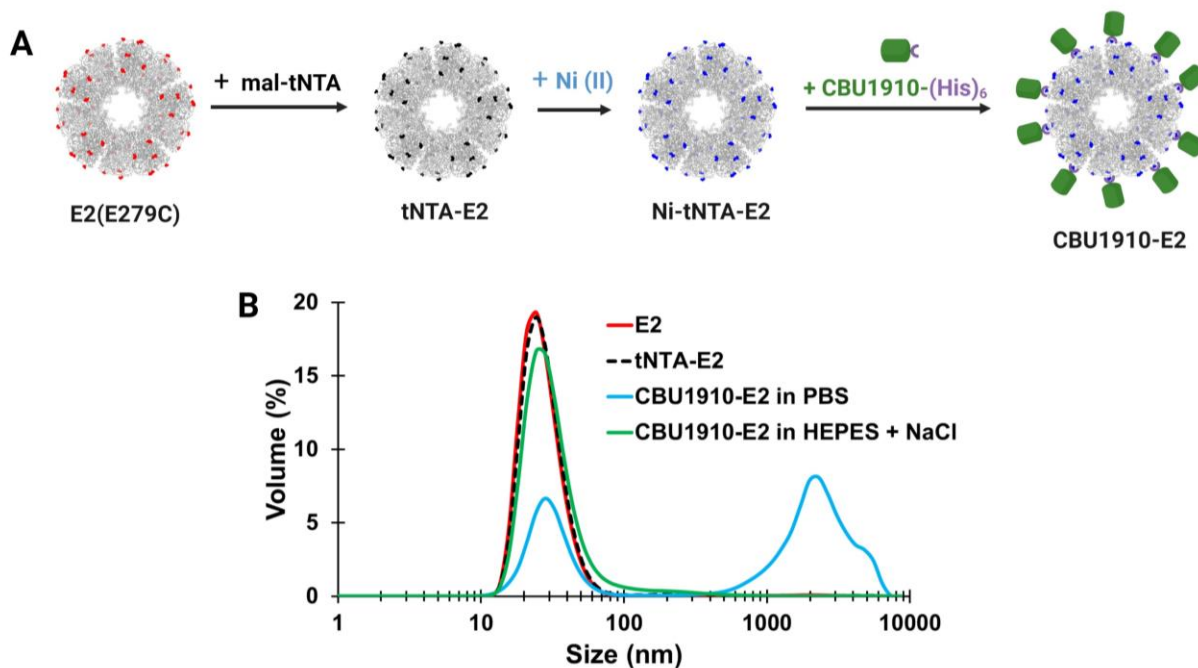 A
+ mal-tNTA
+ Ni (II)
+ CBU1910-(His)₆
E2(E279C)
tNTA-E2
Ni-tNTA-E2
CBU1910-E2
B
Volume (%)
20
15
10
5
0
E2
tNTA-E2
CBU1910-E2 in PBS
CBU1910-E2 in HEPES + NaCl
1 10 100 1000 10000
Size (nm)